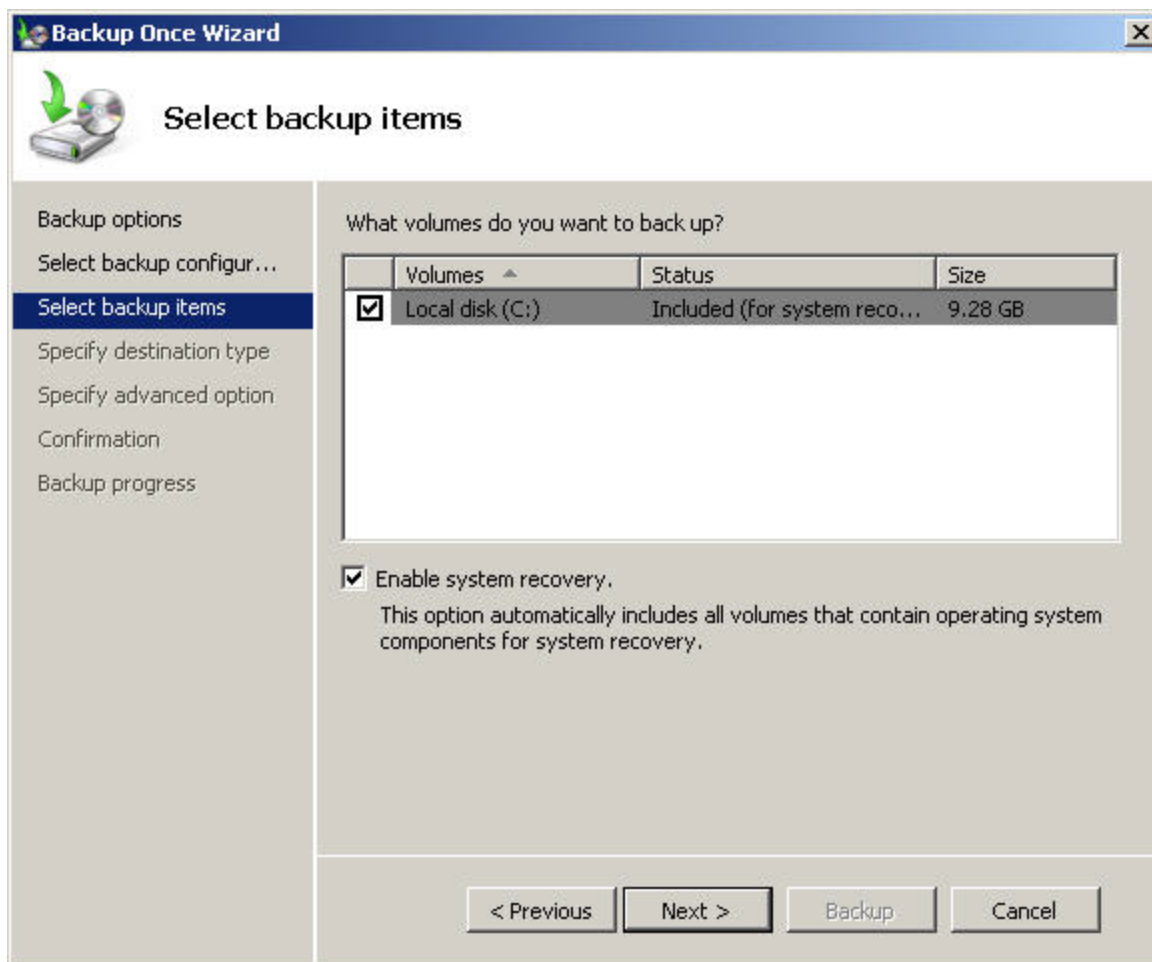 Backup Once Wizard
Select backup items
Backup options
Select backup configur...
Select backup items
Specify destination type
Specify advanced option
Confirmation
Backup progress
What volumes do you want to back up?
Volumes Status Size
Local disk (C:) Included (for system reco... 9.28 GB
Enable system recovery.
This option automatically includes all volumes that contain operating system
components for system recovery.
< Previous Next > Backup Cancel